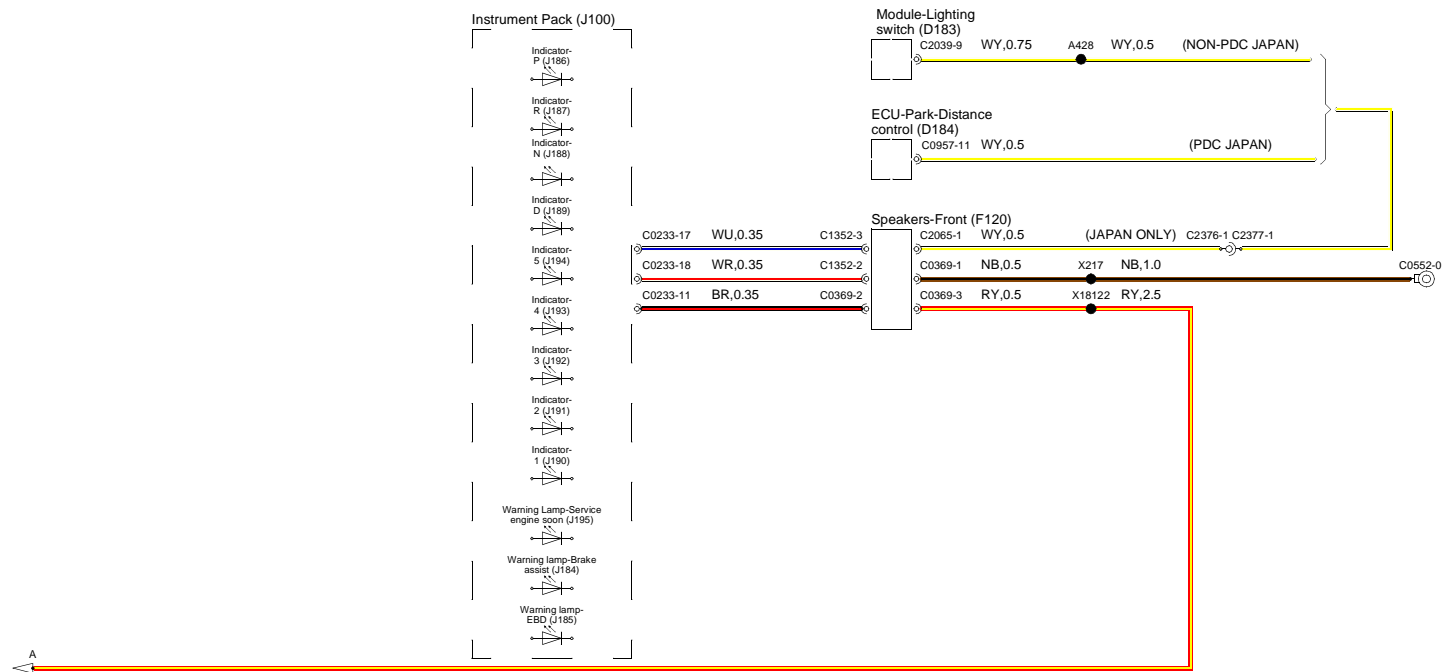 Instrument Pack (J100)
Indicator-
P (J186)
Indicator-
R (J187)
Indicator-
N (J188)
Indicator-
D (J189)
Indicator-
5 (J194)
Indicator-
4 (J193)
Indicator-
3 (J192)
Indicator-
2 (J191)
Indicator-
1 (J190)
Warning Lamp-Service
engine soon (J195)
Warning lamp-Brake
assist (J184)
Warning lamp-
EBD (J185)
C0233-17 WU,0.35 C1352-3
C0233-18 WR,0.35 C1352-2
C0233-11 BR,0.35 C0369-2
Module-Lighting
switch (D183)
C2039-9 WY,0.75 A428 WY,0.5 (NON-PDC JAPAN)
ECU-Park-Distance
control (D184)
C0957-11 WY,0.5 (PDC JAPAN)
Speakers-Front (F120)
C2065-1 WY,0.5 (JAPAN ONLY) C2376-1 C2377-1
C0369-1 NB,0.5 X217 NB,1.0 C0552-0
C0369-3 RY,0.5 X18122 RY,2.5
A